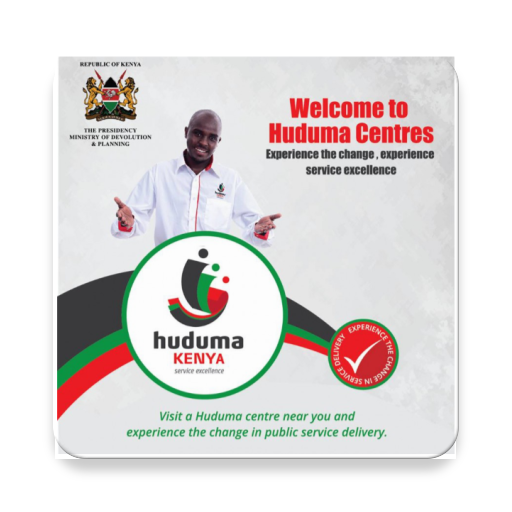 REPUBLIC OF KENYA
THE PRESIDENCY
MINISTRY OF DEVOLUTION
& PLANNING
Welcome to
Huduma Centres
Experience the change , experience
service excellence
huduma
KENYA
service excellence
EXPERIENCE THE CHANGE IN SERVICE DELIVERY
Visit a Huduma centre near you and
experience the change in public service delivery.